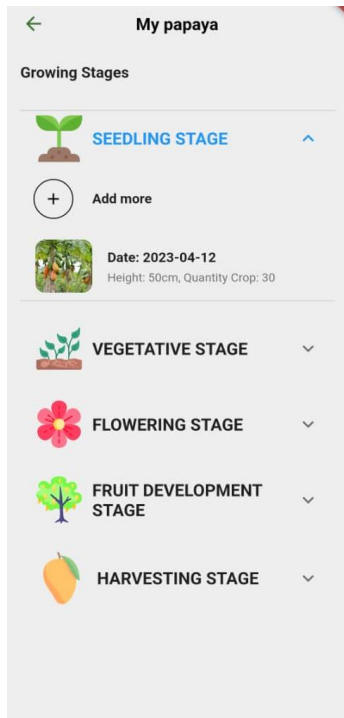 My papaya
Growing Stages
SEEDLING STAGE
Add more
Date: 2023-04-12
Height: 50cm, Quantity Crop: 30
VEGETATIVE STAGE
FLOWERING STAGE
FRUIT DEVELOPMENT
STAGE
HARVESTING STAGE